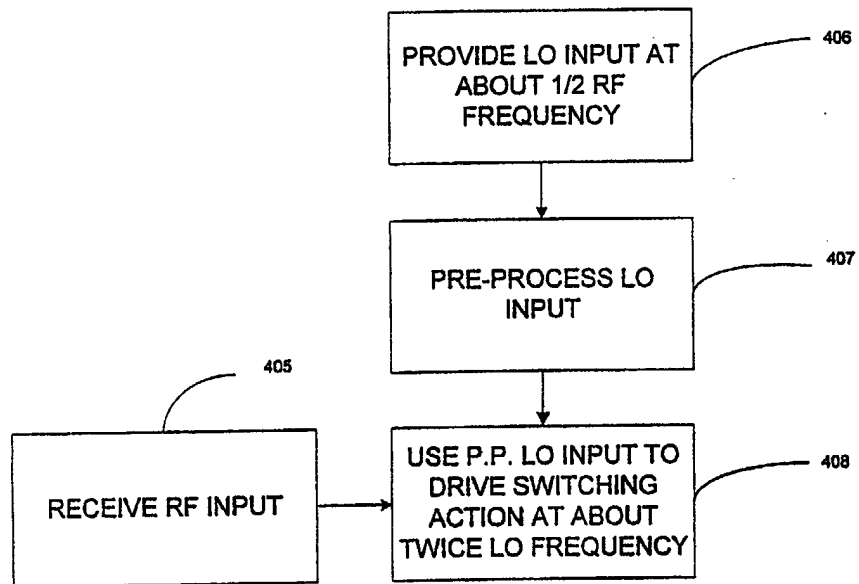 PROVIDE LO INPUT AT
ABOUT 1/2 RF
FREQUENCY
406
PRE-PROCESS LO
INPUT
407
405
RECEIVE RF INPUT
USE P.P. LO INPUT TO
DRIVE SWITCHING
ACTION AT ABOUT
TWICE LO FREQUENCY
408